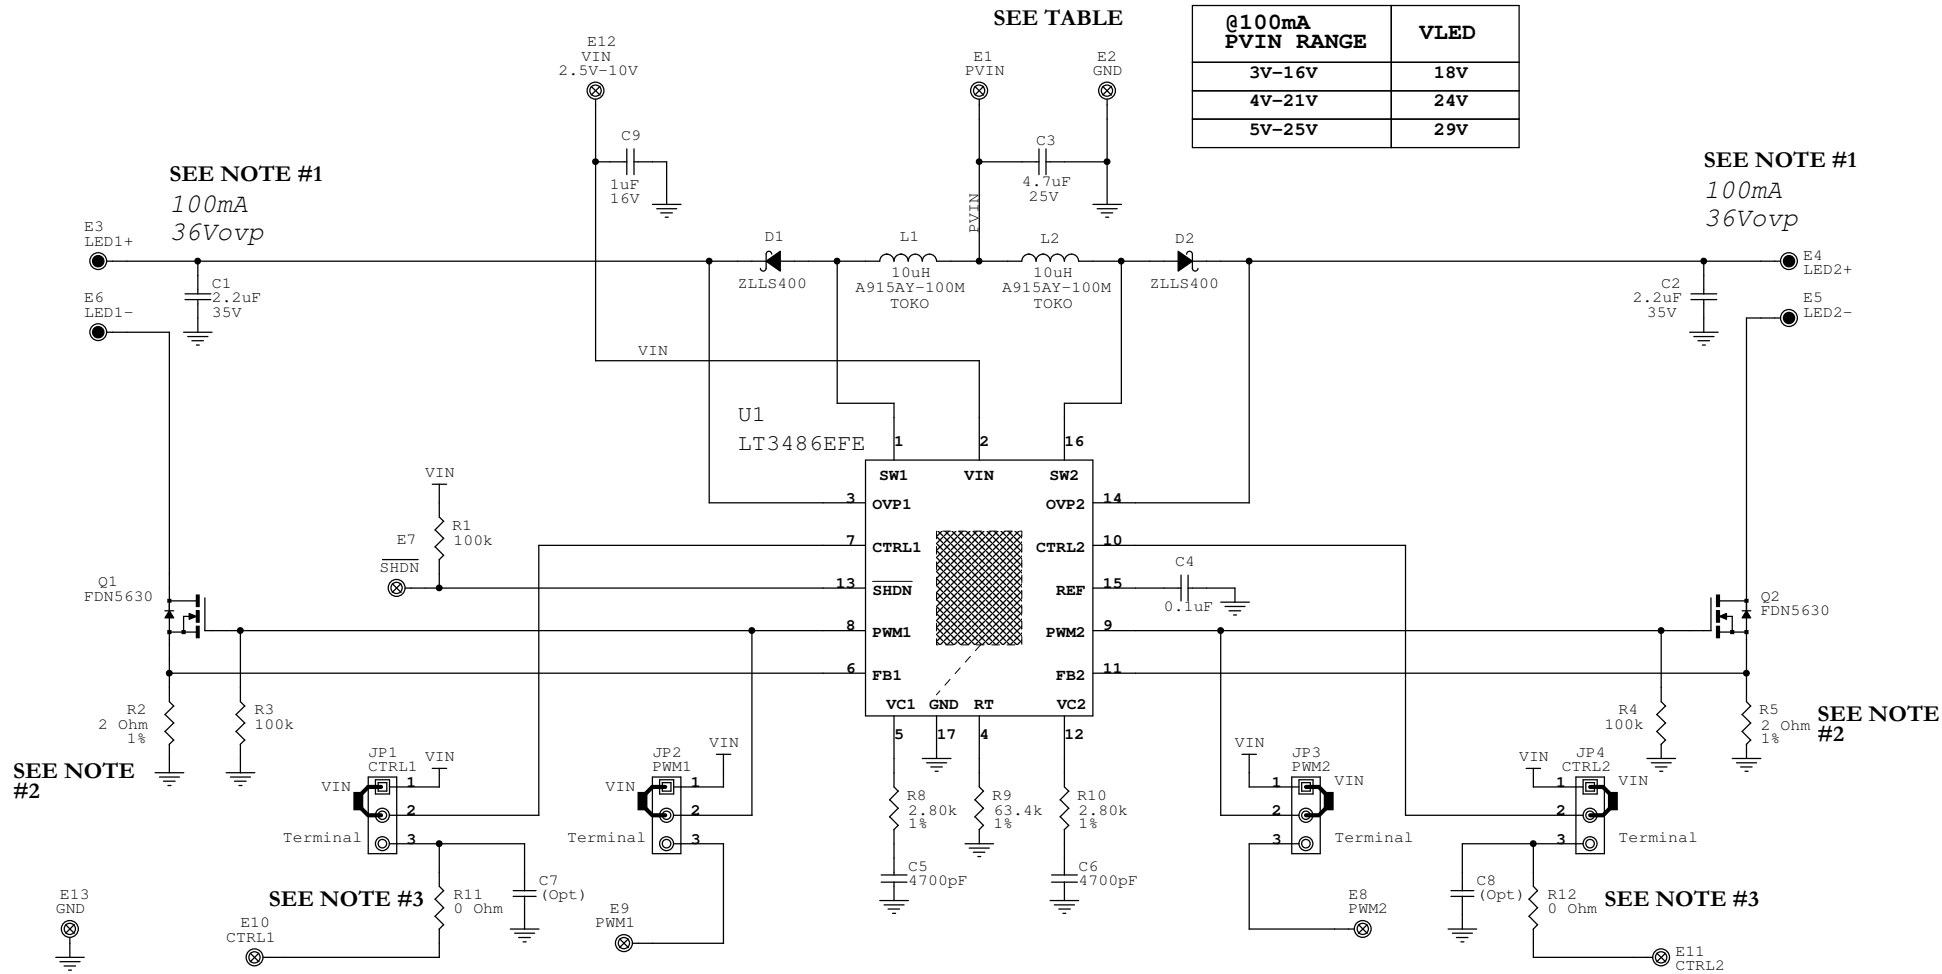 SEE TABLE
@100mA
PVIN RANGE
VLED
3V-16V
18V
4V-21V
24V
5V-25V
29V
E12
VIN
2.5V-10V
E1
PVIN
E2
GND
C9
1uF
16V
C3
4.7uF
25V
PVIN
SEE NOTE #1
100mA
36Vovp
SEE NOTE #1
100mA
36Vovp
E3
LED1+
E6
LED1-
C1
2.2uF
35V
D1
ZLLS400
L1
10uH
A915AY-100M
TOKO
L2
10uH
A915AY-100M
TOKO
D2
ZLLS400
C2
2.2uF
35V
E4
LED2+
E5
LED2-
VIN
U1
LT3486EFE
1
2
16
SW1
VIN
SW2
3
OVP1
OVP2
14
7
CTRL1
CTRL2
10
13
SHDN
REF
15
8
PWM1
PWM2
9
6
FB1
FB2
11
VC1
GND
RT
VC2
5
17
4
12
VIN
R1
100k
E7
SHDN
C4
0.1uF
Q1
FDN5630
Q2
FDN5630
R2
2 Ohm
1%
SEE NOTE
#2
R3
100k
R4
100k
R5
2 Ohm
1%
SEE NOTE
#2
JP1
CTRL1
VIN
VIN
1
2
3
Terminal
JP2
PWM1
VIN
VIN
1
2
3
Terminal
R8
2.80k
1%
R9
63.4k
1%
R10
2.80k
1%
C5
4700pF
C6
4700pF
VIN
JP3
PWM2
VIN
1
2
3
Terminal
VIN
JP4
CTRL2
VIN
1
2
3
Terminal
E13
GND
E10
CTRL1
SEE NOTE #3
R11
0 Ohm
C7
(Opt)
E9
PWM1
E8
PWM2
C8
(Opt)
R12
0 Ohm
SEE NOTE #3
E11
CTRL2